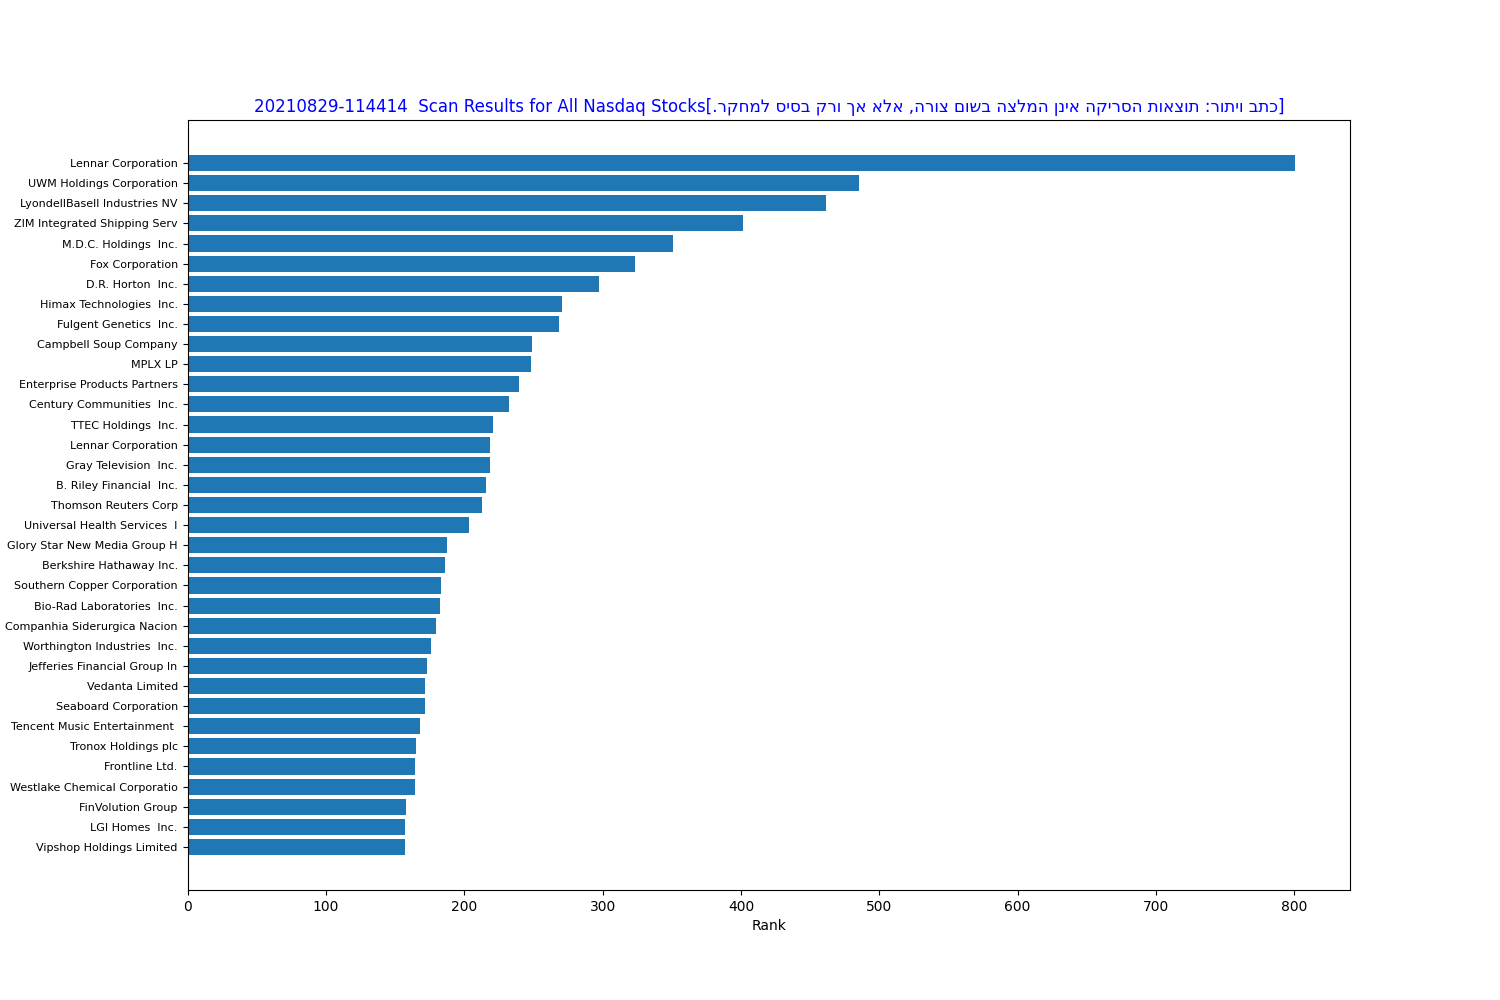 20210829-114414  Scan Results for All Nasdaq Stocks[כתב ויתור: תוצאות הסריקה אינן המלצה בשום צורה, אלא אך ורק בסיס למחקר.]
Lennar Corporation
UWM Holdings Corporation
LyondellBasell Industries NV
ZIM Integrated Shipping Serv
M.D.C. Holdings  Inc.
Fox Corporation
D.R. Horton  Inc.
Himax Technologies  Inc.
Fulgent Genetics  Inc.
Campbell Soup Company
MPLX LP
Enterprise Products Partners
Century Communities  Inc.
TTEC Holdings  Inc.
Lennar Corporation
Gray Television  Inc.
B. Riley Financial  Inc.
Thomson Reuters Corp
Universal Health Services  I
Glory Star New Media Group H
Berkshire Hathaway Inc.
Southern Copper Corporation
Bio-Rad Laboratories  Inc.
Companhia Siderurgica Nacion
Worthington Industries  Inc.
Jefferies Financial Group In
Vedanta Limited
Seaboard Corporation
Tencent Music Entertainment
Tronox Holdings plc
Frontline Ltd.
Westlake Chemical Corporatio
FinVolution Group
LGI Homes  Inc.
Vipshop Holdings Limited
0 100 200 300 400 500 600 700 800
Rank